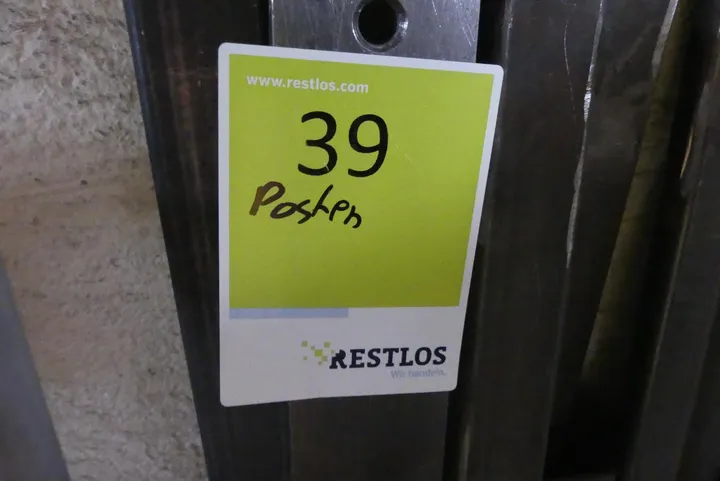 www.restlos.com
39
Posten
RESTLOS
Wir handeln.